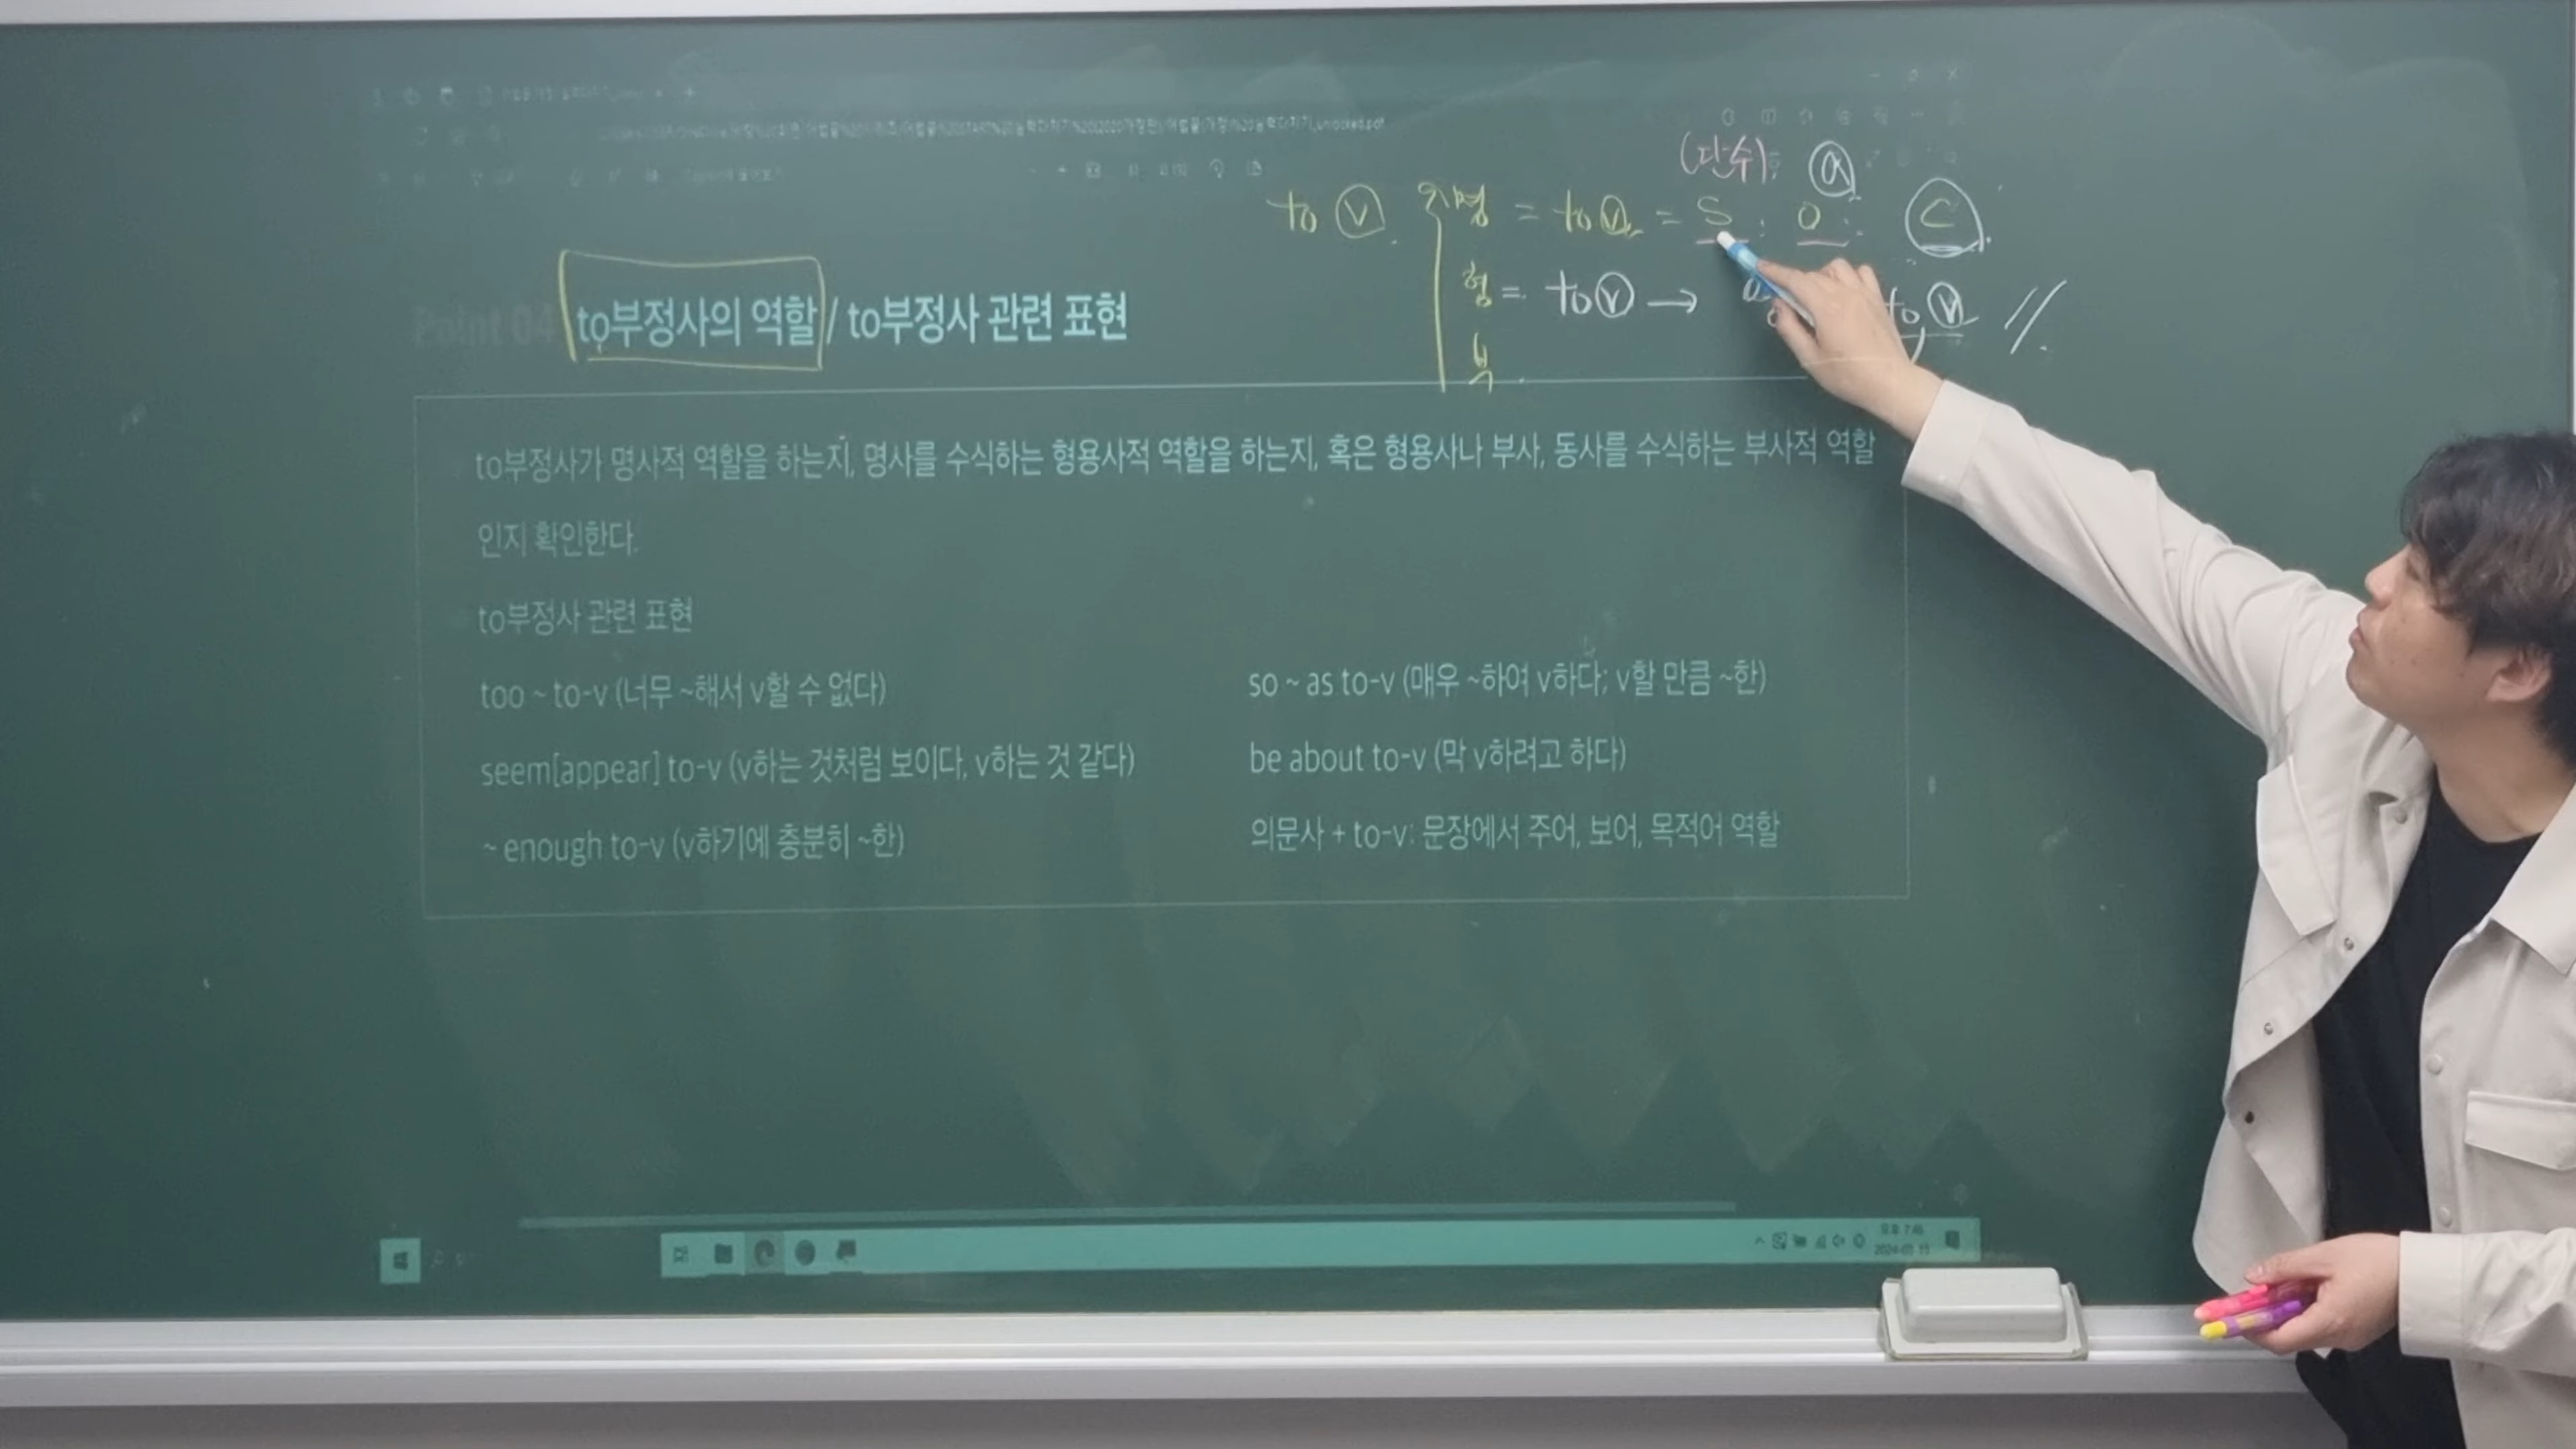 (단수) ⓐ
to ⓥ 명 = to ⓥ = S O Ⓒ
형 = to ⓥ → to ⓥ //
부
Point 04 to부정사의 역할 / to부정사 관련 표현
to부정사가 명사적 역할을 하는지, 명사를 수식하는 형용사적 역할을 하는지, 혹은 형용사나 부사, 동사를 수식하는 부사적 역할
인지 확인한다.
to부정사 관련 표현
too ~ to-v (너무 ~해서 v할 수 없다)
so ~ as to-v (매우 ~하여 v하다; v할 만큼 ~한)
seem[appear] to-v (v하는 것처럼 보이다, v하는 것 같다)
be about to-v (막 v하려고 하다)
~ enough to-v (v하기에 충분히 ~한)
의문사 + to-v: 문장에서 주어, 보어, 목적어 역할